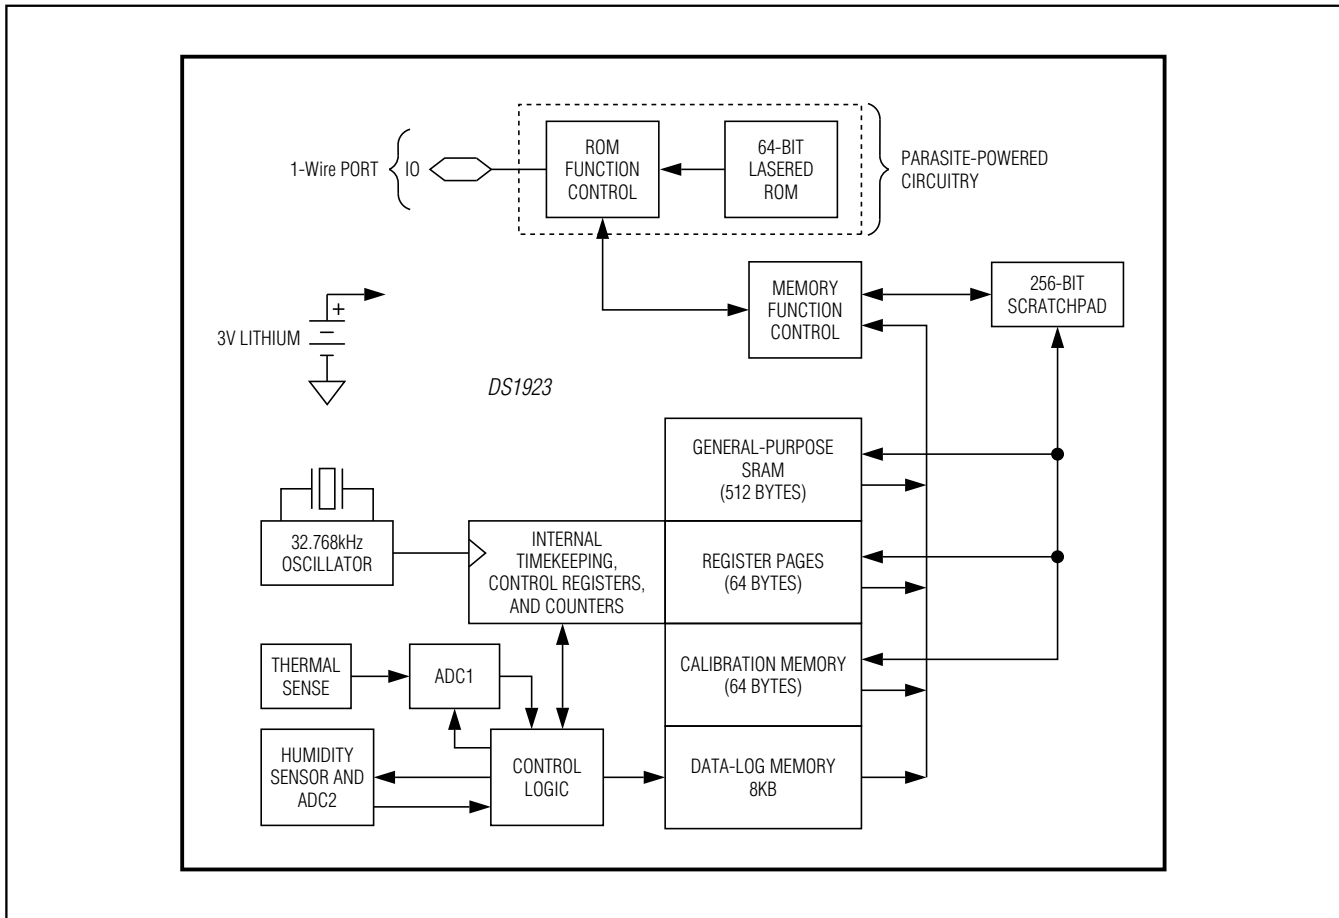 ROM
FUNCTION
CONTROL
64-BIT
LASERED
ROM
1-Wire PORT
IO
PARASITE-POWERED
CIRCUITRY
MEMORY
FUNCTION
CONTROL
256-BIT
SCRATCHPAD
+
3V LITHIUM
DS1923
GENERAL-PURPOSE
SRAM
(512 BYTES)
32.768kHz
OSCILLATOR
INTERNAL
TIMEKEEPING,
CONTROL REGISTERS,
AND COUNTERS
REGISTER PAGES
(64 BYTES)
THERMAL
SENSE
ADC1
CALIBRATION MEMORY
(64 BYTES)
HUMIDITY
SENSOR AND
ADC2
CONTROL
LOGIC
DATA-LOG MEMORY
8KB